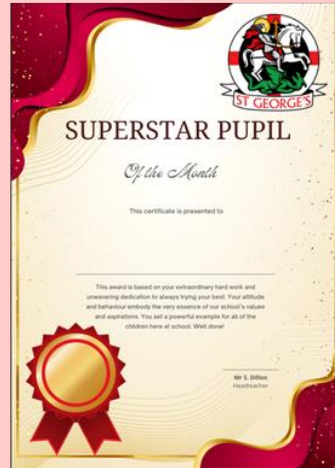 ST GEORGE'S
SUPERSTAR PUPIL
Of the Month
This certificate is presented to
This award is based on your extraordinary hard work and
unwavering dedication to always trying your best. Your attitude
and behaviour embody the very essence of our school's values
and aspirations. You set a powerful example for all of the
children here at school. Well done!
Mr S. Dillon
Headteacher